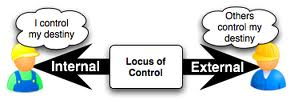 I control
my destiny
Others
control my
destiny
Internal
Locus of
Control
External